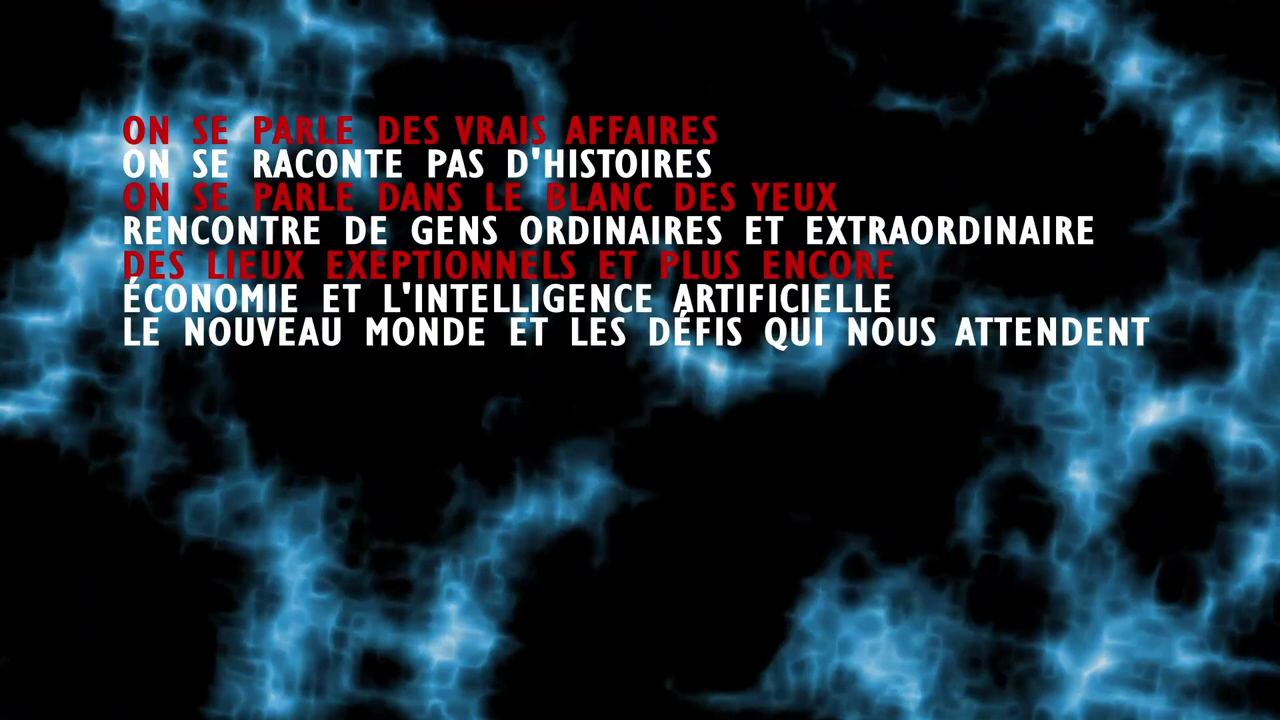 ON SE PARLE DES VRAIS AFFAIRES
ON SE RACONTE PAS D'HISTOIRES
ON SE PARLE DANS LE BLANC DES YEUX
RENCONTRE DE GENS ORDINAIRES ET EXTRAORDINAIRE
DES LIEUX EXEPTIONNELS ET PLUS ENCORE
ÉCONOMIE ET L'INTELLIGENCE ARTIFICIELLE
LE NOUVEAU MONDE ET LES DÉFIS QUI NOUS ATTENDENT